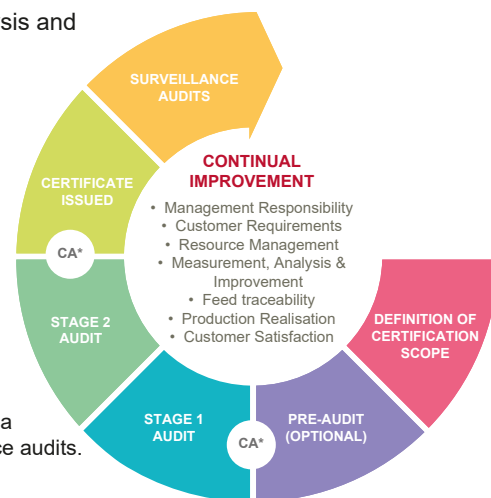 sis and
SURVEILLANCE
AUDITS
CERTIFICATE
ISSUED
CONTINUAL
IMPROVEMENT
• Management Responsibility
• Customer Requirements
• Resource Management
• Measurement, Analysis &
Improvement
• Feed traceability
• Production Realisation
• Customer Satisfaction
CA*
STAGE 2
AUDIT
DEFINITION OF
CERTIFICATION
SCOPE
STAGE 1
AUDIT
CA*
PRE-AUDIT
(OPTIONAL)
a
ce audits.